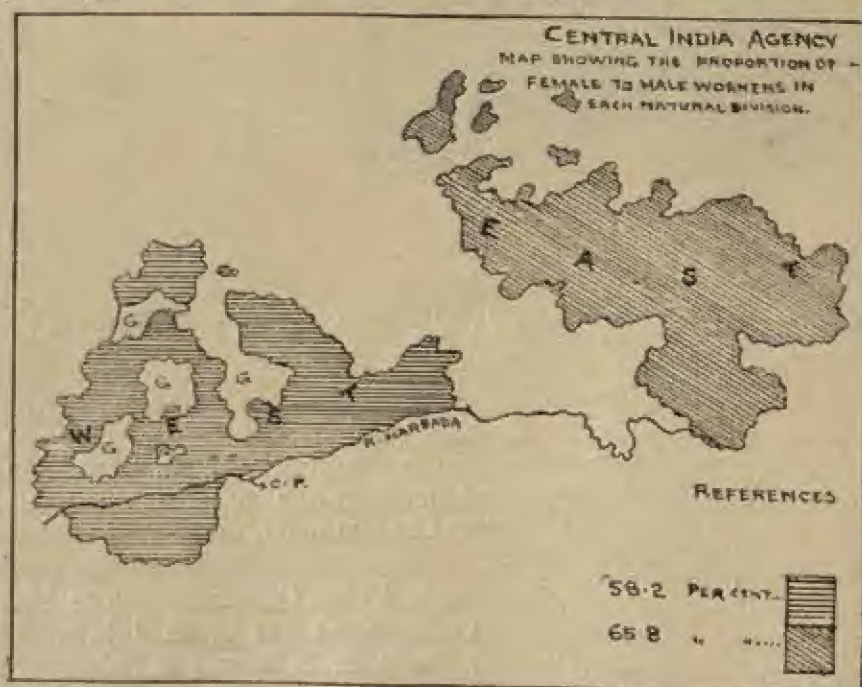 CENTRAL INDIA AGENCY
MAP SHOWING THE PROPORTION OF
FEMALE TO MALE WORKERS IN
EACH NATURAL DIVISION.
E A S T
G
G G
W E S T
G
R. NARBADA
C. P.
REFERENCES
58·2 PER CENT...
65 8 " "....